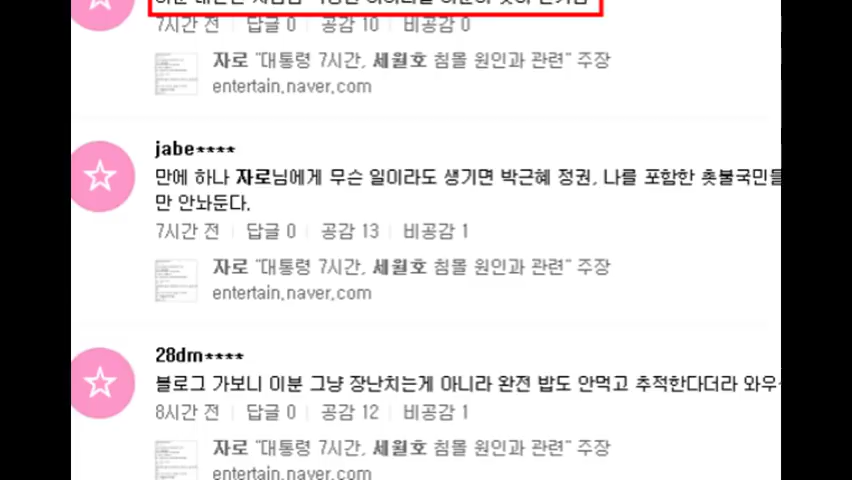 7시간 전 답글 0 공감 10 비공감 0
자로 "대통령 7시간, 세월호 침몰 원인과 관련" 주장
entertain.naver.com
jabe****
만에 하나 자로님에게 무슨 일이라도 생기면 박근혜 정권, 나를 포함한 촛불국민들
만 안놔둔다.
7시간 전 답글 0 공감 13 비공감 1
자로 "대통령 7시간, 세월호 침몰 원인과 관련" 주장
entertain.naver.com
28dm****
블로그 가보니 이분 그냥 장난치는게 아니라 완전 밥도 안먹고 추적한다더라 와우
8시간 전 답글 0 공감 12 비공감 1
자로 "대통령 7시간, 세월호 침몰 원인과 관련" 주장
entertain.naver.com